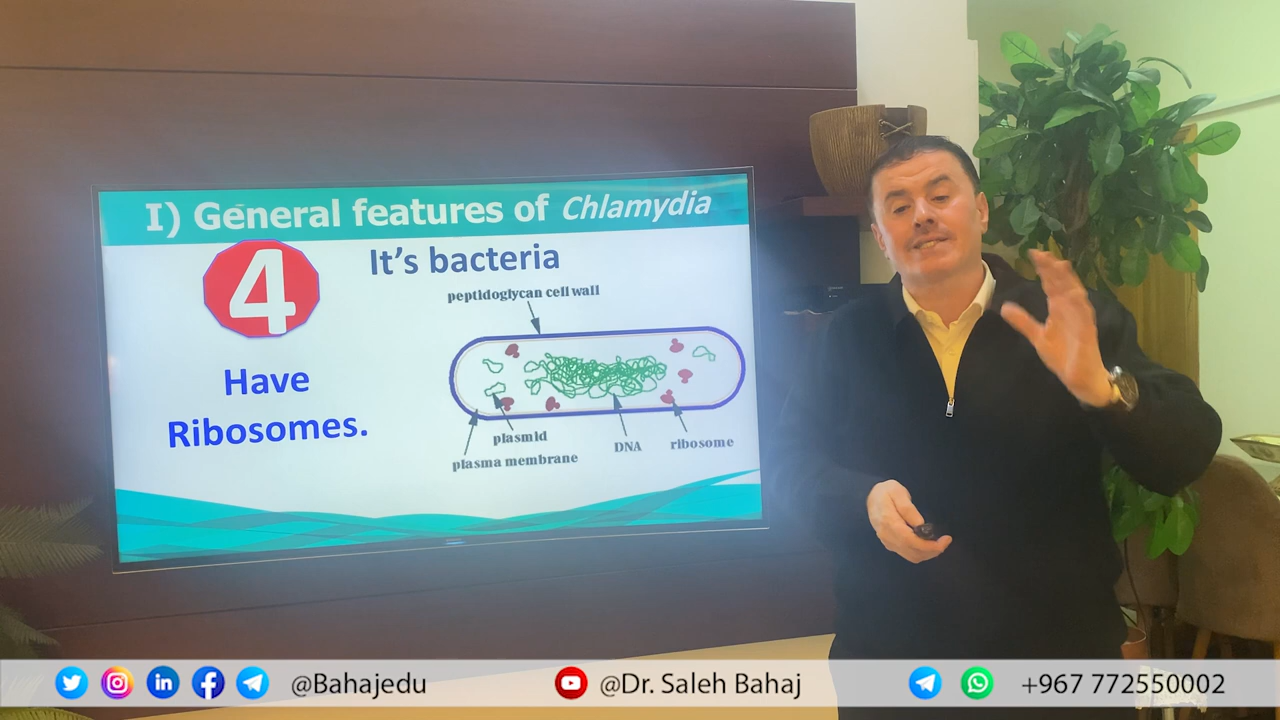 I) General features of Chlamydia
4
It's bacteria
peptidoglycan cell wall
Have
Ribosomes.
plasmid
DNA
ribosome
plasma membrane
@Bahajedu
@Dr. Saleh Bahaj
+967 772550002